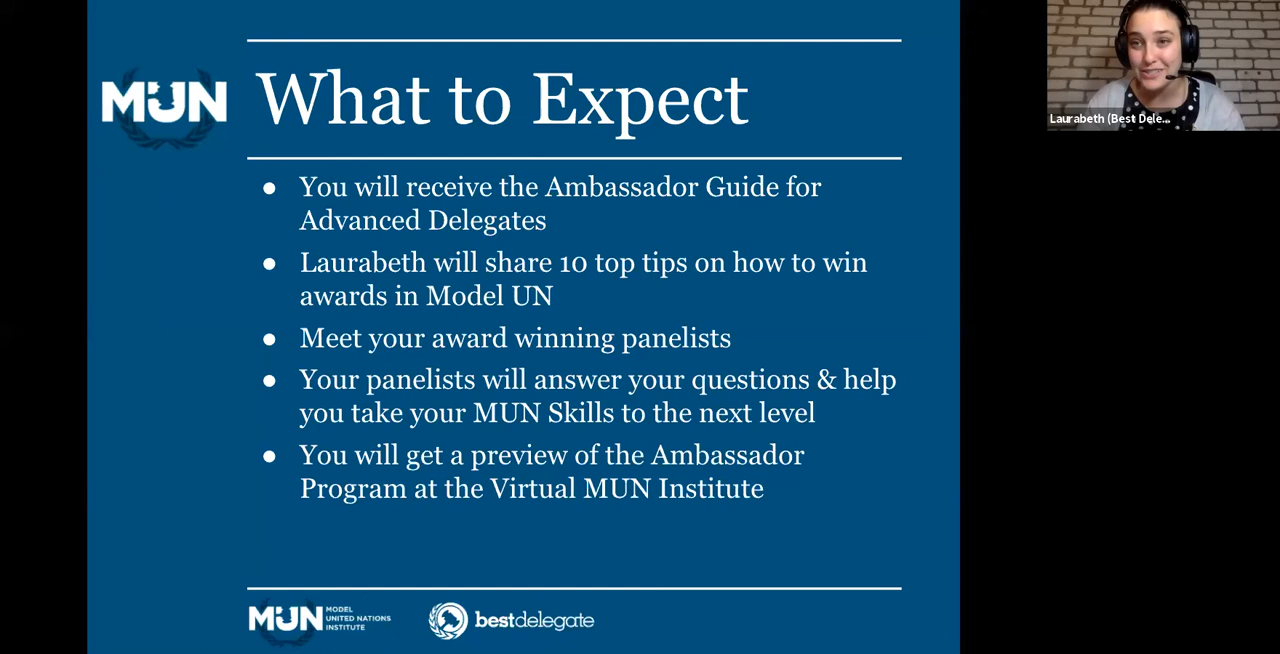 MUN
What to Expect
● You will receive the Ambassador Guide for
Advanced Delegates
● Laurabeth will share 10 top tips on how to win
awards in Model UN
● Meet your award winning panelists
● Your panelists will answer your questions & help
you take your MUN Skills to the next level
● You will get a preview of the Ambassador
Program at the Virtual MUN Institute
MUN MODEL
UNITED NATIONS
INSTITUTE
bestdelegate
Laurabeth (Best Dele...